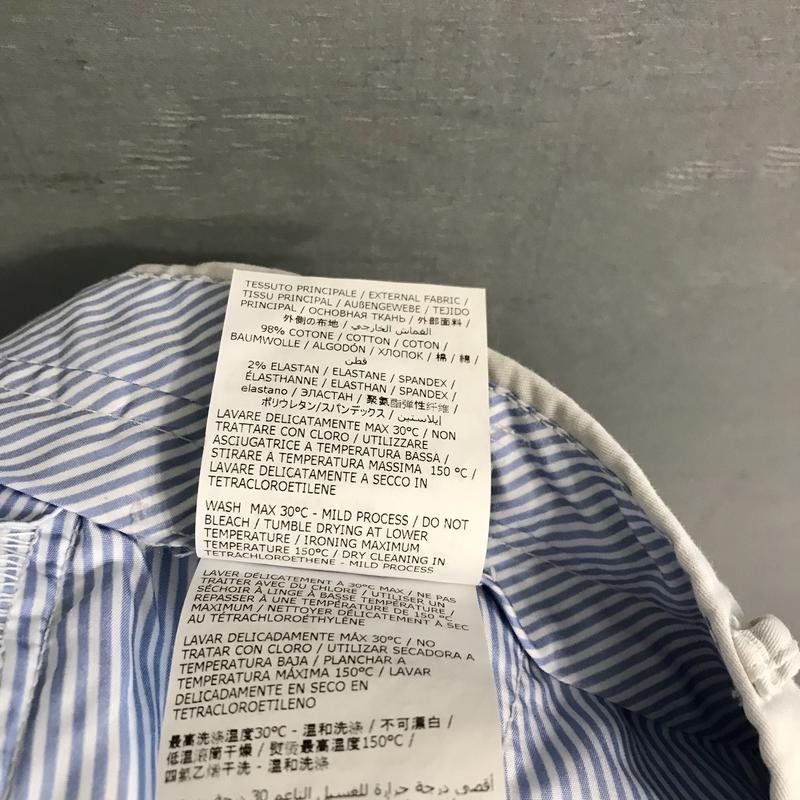 TESSUTO PRINCIPALE / EXTERNAL FABRIC /
TISSU PRINCIPAL / AUßENGEWEBE / TEJIDO
PRINCIPAL / ОСНОВНАЯ ТКАНЬ / 外部面料 /
外側の布地 / القماش الخارجي /
98% COTONE / COTTON / COTON /
BAUMWOLLE / ALGODÓN / ХЛОПОК / 棉 / 綿 /
قطن
2% ELASTAN / ELASTANE / SPANDEX /
ÉLASTHANNE / ELASTHAN / SPANDEX /
elastano / ЭЛАСТАН / 聚氨酯弹性纤维 /
ポリウレタン/スパンデックス / إيلاستين /
LAVARE DELICATAMENTE MAX 30°C / NON
TRATTARE CON CLORO / UTILIZZARE
ASCIUGATRICE A TEMPERATURA BASSA /
STIRARE A TEMPERATURA MASSIMA 150 °C /
LAVARE DELICATAMENTE A SECCO IN
TETRACLOROETILENE
WASH MAX 30°C - MILD PROCESS / DO NOT
BLEACH / TUMBLE DRYING AT LOWER
TEMPERATURE / IRONING MAXIMUM
TEMPERATURE 150°C / DRY CLEANING IN
TETRACHLOROETHENE - MILD PROCESS
LAVER DÉLICATEMENT À 30°C MAX / NE PAS
TRAITER AVEC DU CHLORE / UTILISER UN
SÉCHOIR À LINGE À BASSE TEMPÉRATURE /
REPASSER À UNE TEMPÉRATURE DE 150 °C
MAXIMUM / NETTOYER DÉLICATEMENT À SEC
AU TÉTRACHLOROÉTHYLÈNE
LAVAR DELICADAMENTE MÁX 30°C / NO
TRATAR CON CLORO / UTILIZAR SECADORA A
TEMPERATURA BAJA / PLANCHAR A
TEMPERATURA MÁXIMA 150°C / LAVAR
DELICADAMENTE EN SECO EN
TETRACLOROETILENO
最高洗涤温度30°C - 温和洗涤 / 不可漂白 /
低温滚筒干燥 / 熨烫最高温度150°C /
四氯乙烯干洗 - 温和洗涤
أقصى درجة حرارة للغسيل الناعم 30 درجة